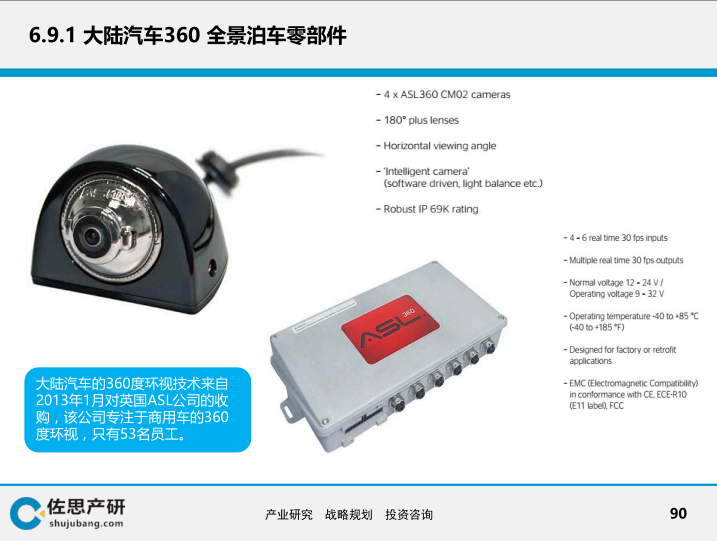 6.9.1 大陆汽车360 全景泊车零部件
– 4 x ASL360 CM02 cameras
– 180° plus lenses
– Horizontal viewing angle
– 'Intelligent camera'
(software driven, light balance etc.)
– Robust IP 69K rating
– 4 – 6 real time 30 fps inputs
– Multiple real time 30 fps outputs
– Normal voltage 12 – 24 V /
Operating voltage 9 – 32 V
– Operating temperature -40 to +85 °C
(-40 to +185 °F)
– Designed for factory or retrofit
applications
– EMC (Electromagnetic Compatibility)
in conformance with CE, ECE-R10
(E11 label), FCC
ASL 360
大陆汽车的360度环视技术来自
2013年1月对英国ASL公司的收
购，该公司专注于商用车的360
度环视，只有53名员工。
佐思产研
shujubang.com
产业研究 战略规划 投资咨询
90